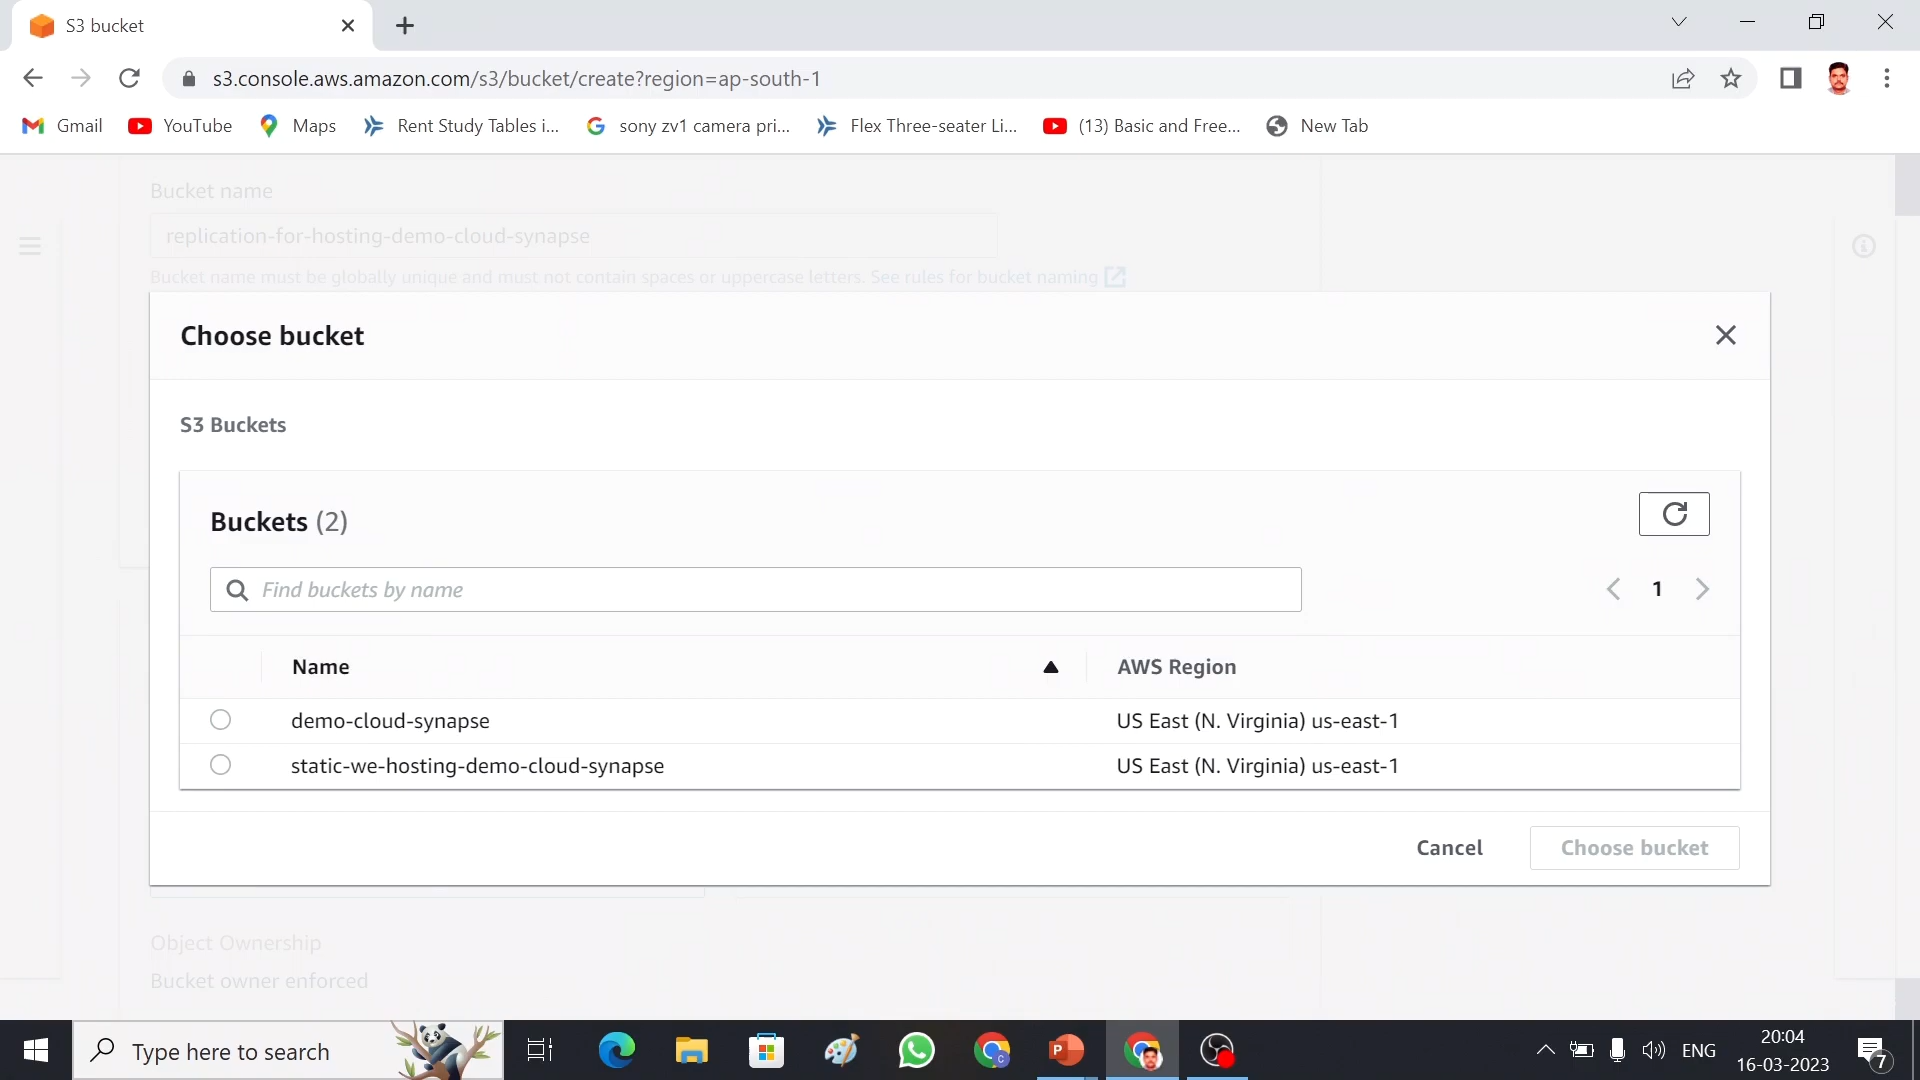 S3 bucket
s3.console.aws.amazon.com/s3/bucket/create?region=ap-south-1
Gmail YouTube Maps Rent Study Tables i... sony zv1 camera pri... Flex Three-seater Li... (13) Basic and Free... New Tab
Bucket name
replication-for-hosting-demo-cloud-synapse
Bucket name must be globally unique and must not contain spaces or uppercase letters. See rules for bucket naming
Choose bucket
S3 Buckets
Buckets (2)
Find buckets by name
1
Name AWS Region
demo-cloud-synapse US East (N. Virginia) us-east-1
static-we-hosting-demo-cloud-synapse US East (N. Virginia) us-east-1
Cancel Choose bucket
Object Ownership
Bucket owner enforced
Type here to search
ENG
20:04
16-03-2023
7